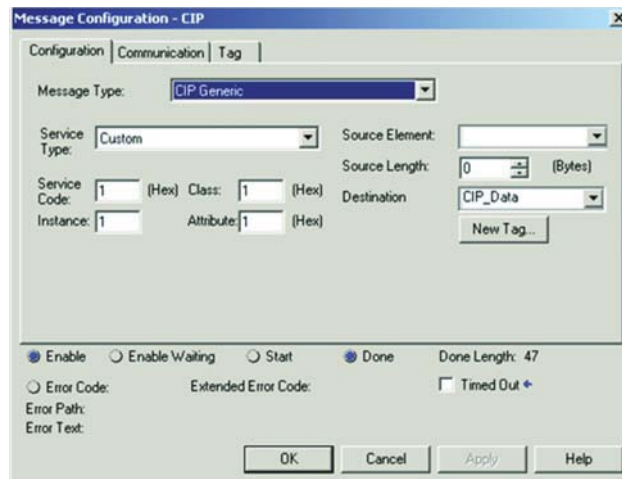 Message Configuration - CIP
Configuration Communication Tag
Message Type: CIP Generic
Service Type: Custom
Source Element:
Source Length: 0 (Bytes)
Service Code: 1 (Hex) Class: 1 (Hex)
Destination CIP_Data
Instance: 1 Attribute: 1 (Hex)
New Tag...
Enable Enable Waiting Start Done Done Length: 47
Error Code: Extended Error Code: Timed Out
Error Path:
Error Text:
OK Cancel Apply Help